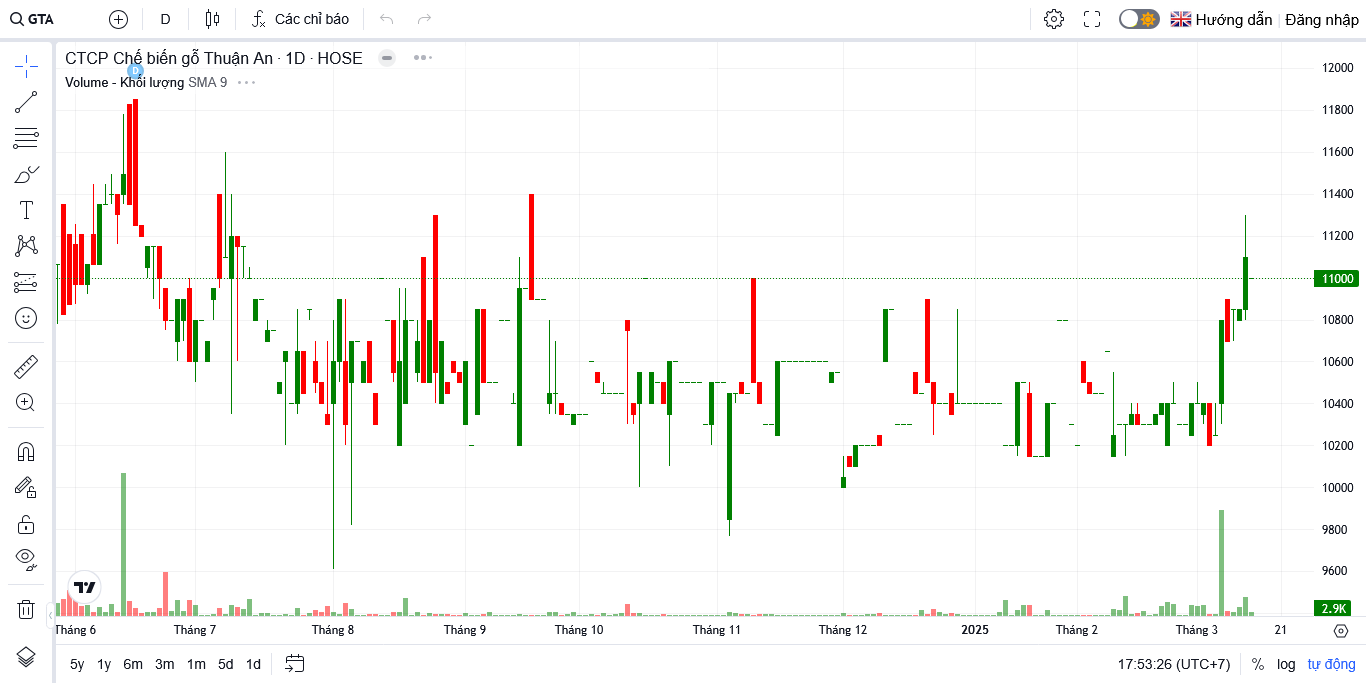 GTA D Các chỉ báo Hướng dẫn Đăng nhập
CTCP Chế biến gỗ Thuận An · 1D · HOSE
D
Volume - Khối lượng SMA 9
12000
11800
11600
11400
11200
11000
10800
10600
10400
10200
10000
9800
9600
2.9K
Tháng 6 Tháng 7 Tháng 8 Tháng 9 Tháng 10 Tháng 11 Tháng 12 2025 Tháng 2 Tháng 3 21
5y 1y 6m 3m 1m 5d 1d 17:53:26 (UTC+7) % log tự động